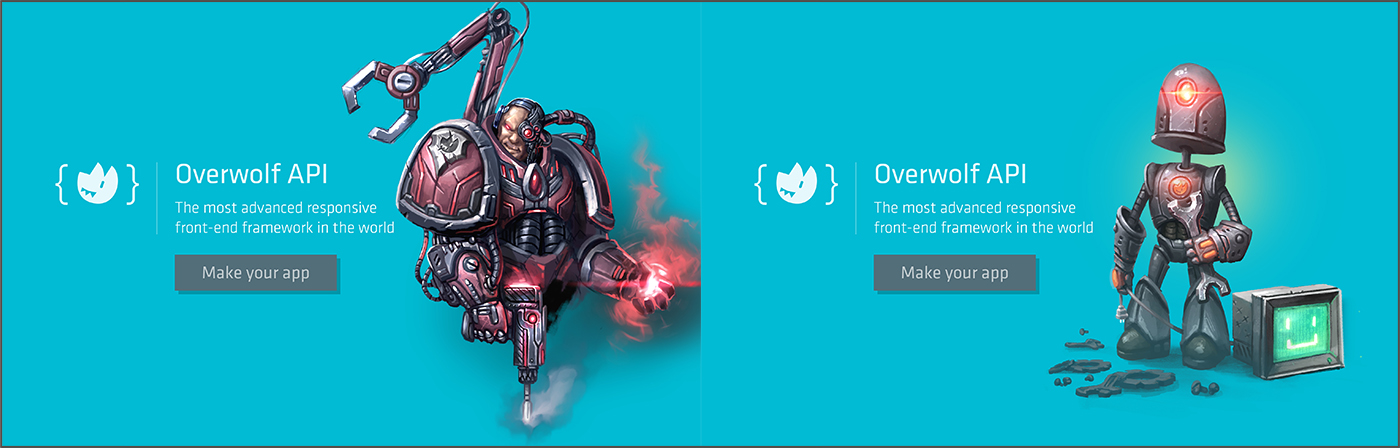 Overwolf API
The most advanced responsive
front-end framework in the world
Make your app
Overwolf API
The most advanced responsive
front-end framework in the world
Make your app